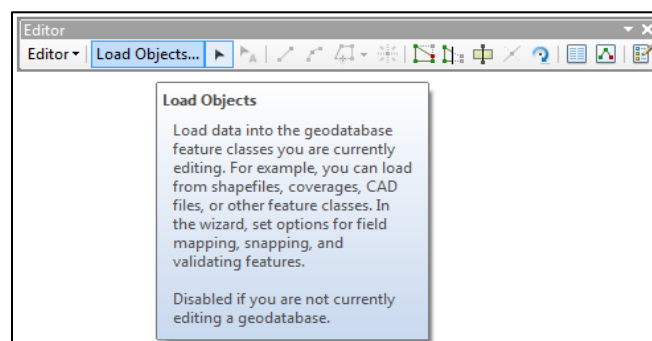 Editor
Editor Load Objects...
Load Objects
Load data into the geodatabase
feature classes you are currently
editing. For example, you can load
from shapefiles, coverages, CAD
files, or other feature classes. In
the wizard, set options for field
mapping, snapping, and
validating features.
Disabled if you are not currently
editing a geodatabase.